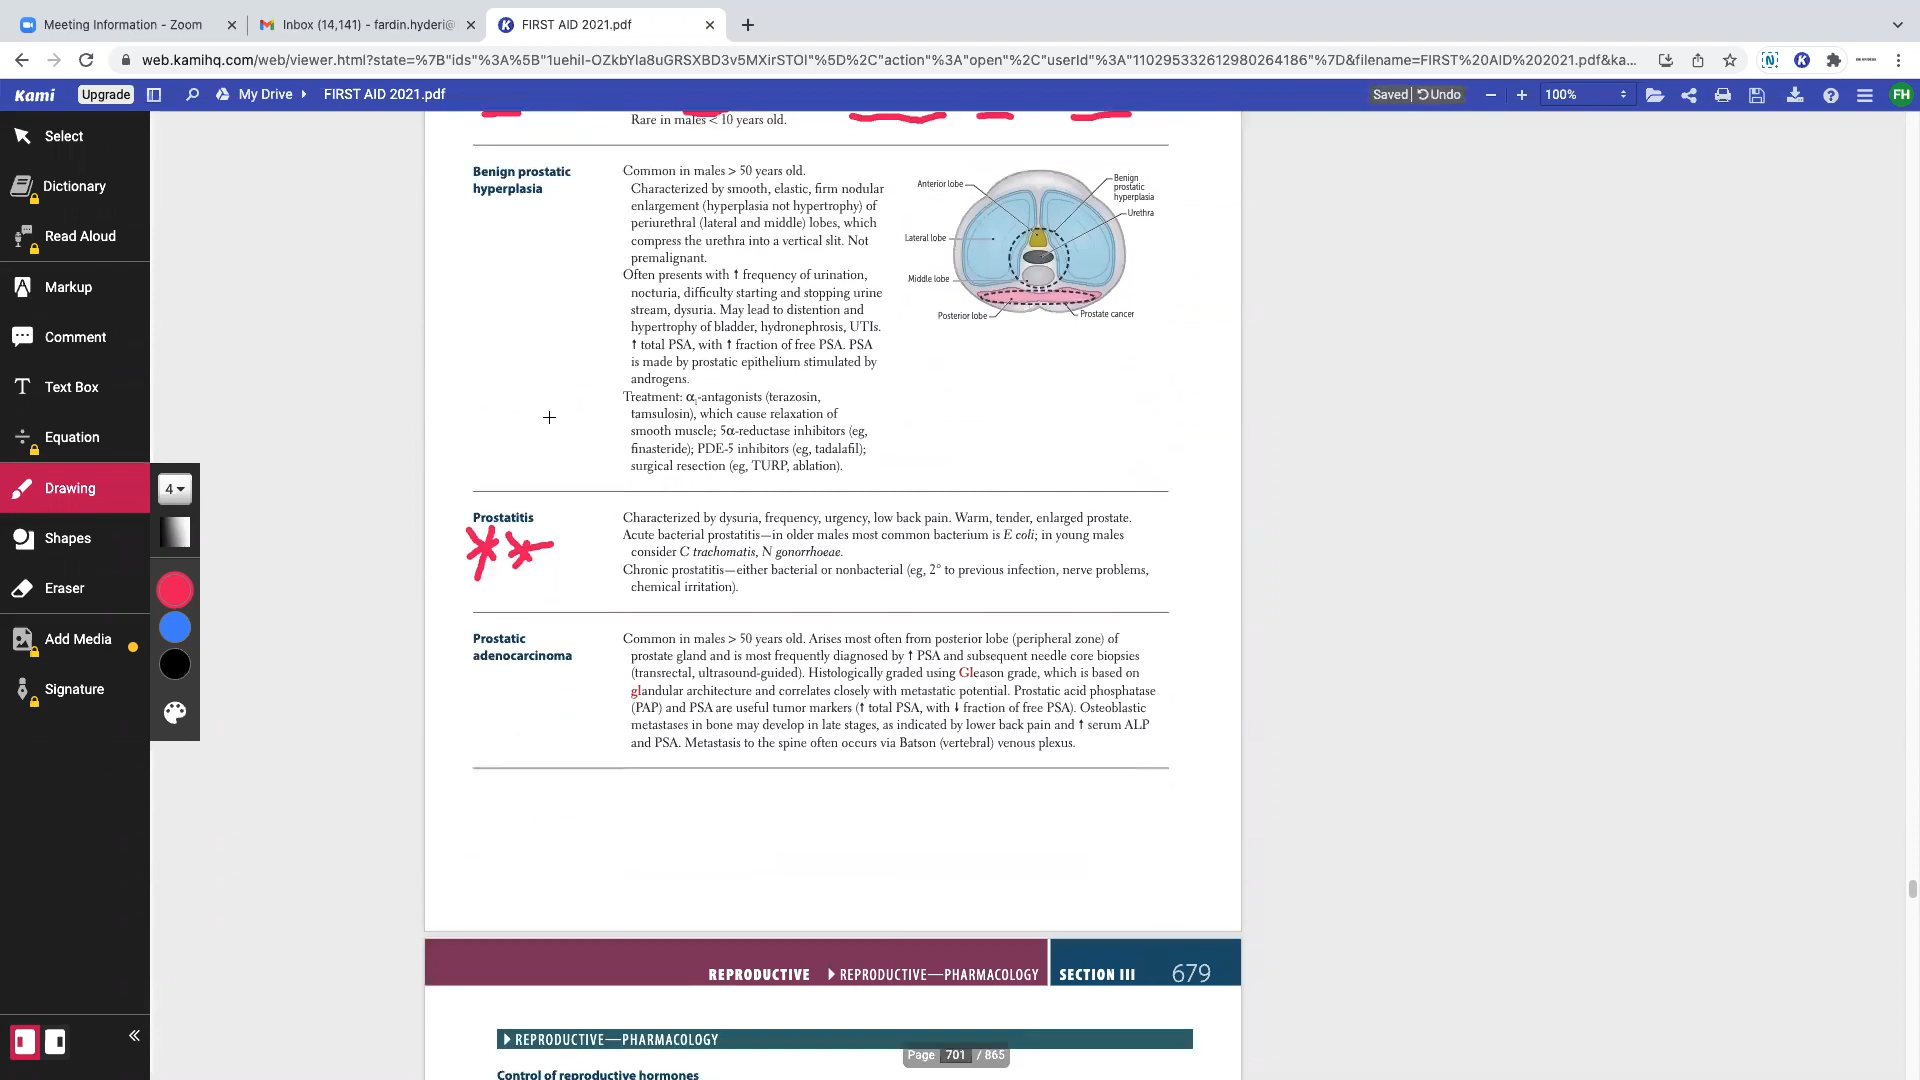 Meeting Information - Zoom
Inbox (14,141) - fardin.hyderi@
FIRST AID 2021.pdf
web.kamihq.com/web/viewer.html?state=%7B"ids"%3A%5B"1uehiI-OZkbYla8uGRSXBD3v5MXirSTOl"%5D%2C"action"%3A"open"%2C"userId"%3A"110295332612980264186"%7D&filename=FIRST%20AID%202021.pdf&ka...
Kami
Upgrade
My Drive
FIRST AID 2021.pdf
Saved
Undo
100%
FH
Select
Dictionary
Read Aloud
Markup
Comment
Text Box
Equation
Drawing
4
Shapes
Eraser
Add Media
Signature
Rare in males < 10 years old.
Benign prostatic
hyperplasia
Common in males > 50 years old.
Characterized by smooth, elastic, firm nodular
enlargement (hyperplasia not hypertrophy) of
periurethral (lateral and middle) lobes, which
compress the urethra into a vertical slit. Not
premalignant.
Often presents with ↑ frequency of urination,
nocturia, difficulty starting and stopping urine
stream, dysuria. May lead to distention and
hypertrophy of bladder, hydronephrosis, UTIs.
↑ total PSA, with ↑ fraction of free PSA. PSA
is made by prostatic epithelium stimulated by
androgens.
Treatment: α1-antagonists (terazosin,
tamsulosin), which cause relaxation of
smooth muscle; 5α-reductase inhibitors (eg,
finasteride); PDE-5 inhibitors (eg, tadalafil);
surgical resection (eg, TURP, ablation).
Anterior lobe
Lateral lobe
Middle lobe
Posterior lobe
Benign
prostatic
hyperplasia
Urethra
Prostate cancer
Prostatitis
Characterized by dysuria, frequency, urgency, low back pain. Warm, tender, enlarged prostate.
Acute bacterial prostatitis—in older males most common bacterium is E coli; in young males
consider C trachomatis, N gonorrhoeae.
Chronic prostatitis—either bacterial or nonbacterial (eg, 2° to previous infection, nerve problems,
chemical irritation).
Prostatic
adenocarcinoma
Common in males > 50 years old. Arises most often from posterior lobe (peripheral zone) of
prostate gland and is most frequently diagnosed by ↑ PSA and subsequent needle core biopsies
(transrectal, ultrasound-guided). Histologically graded using Gleason grade, which is based on
glandular architecture and correlates closely with metastatic potential. Prostatic acid phosphatase
(PAP) and PSA are useful tumor markers (↑ total PSA, with ↓ fraction of free PSA). Osteoblastic
metastases in bone may develop in late stages, as indicated by lower back pain and ↑ serum ALP
and PSA. Metastasis to the spine often occurs via Batson (vertebral) venous plexus.
REPRODUCTIVE ▶ REPRODUCTIVE—PHARMACOLOGY
SECTION III 679
▶ REPRODUCTIVE—PHARMACOLOGY
Page 701 / 865
Control of reproductive hormones